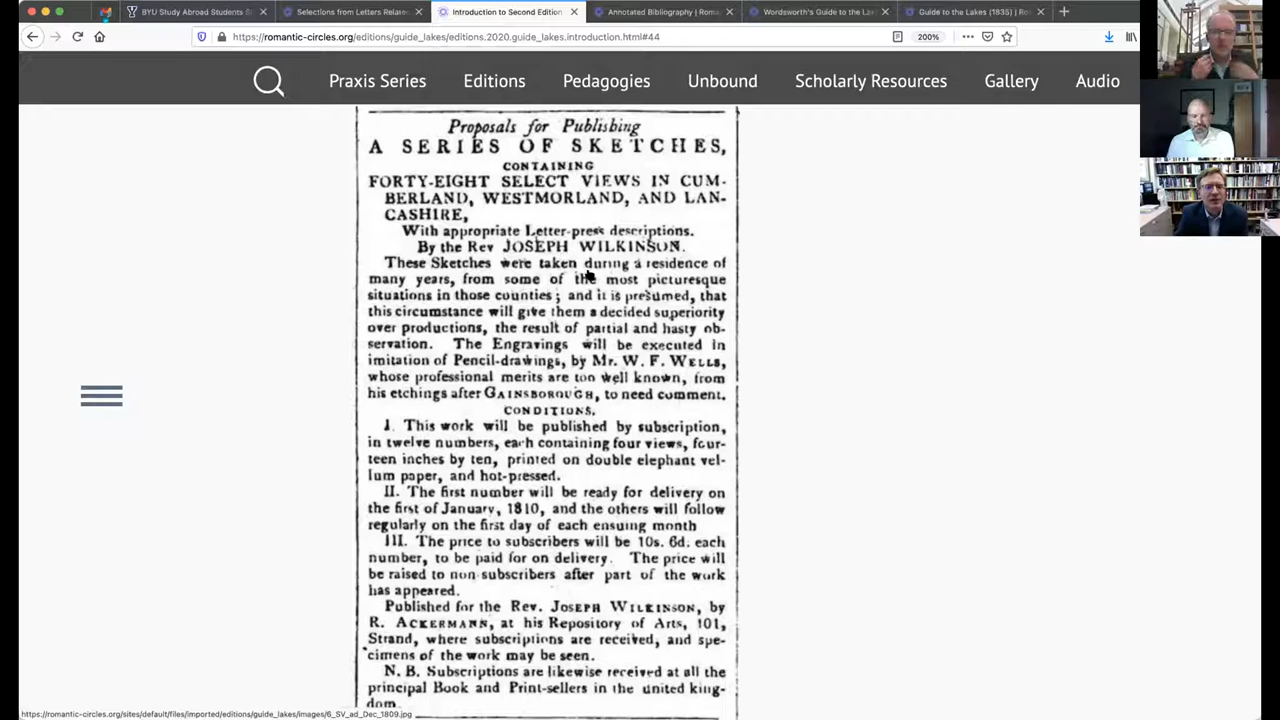 BYU Study Abroad Students S
Selections from Letters Relate
Introduction to Second Edition
Annotated Bibliography | Roma
Wordsworth's Guide to the Lak
Guide to the Lakes (1835) | Ro
https://romantic-circles.org/editions/guide_lakes/editions.2020.guide_lakes.introduction.html#44
200%
Praxis Series
Editions
Pedagogies
Unbound
Scholarly Resources
Gallery
Audio
Proposals for Publishing
A SERIES OF SKETCHES,
CONTAINING
FORTY-EIGHT SELECT VIEWS IN CUM-
BERLAND, WESTMORLAND, AND LAN-
CASHIRE,
With appropriate Letter-press descriptions.
By the Rev JOSEPH WILKINSON.
These Sketches were taken during a residence of
many years, from some of the most picturesque
situations in those counties; and it is presumed, that
this circumstance will give them a decided superiority
over productions, the result of partial and hasty ob-
servation. The Engravings will be executed in
imitation of Pencil-drawings, by Mr. W. F. WELLS,
whose professional merits are too well known, from
his etchings after GAINSBOROUGH, to need comment.
CONDITIONS.
I. This work will be published by subscription,
in twelve numbers, each containing four views, four-
teen inches by ten, printed on double elephant vel-
lum paper, and hot-pressed.
II. The first number will be ready for delivery on
the first of January, 1810, and the others will follow
regularly on the first day of each ensuing month
III. The price to subscribers will be 10s. 6d. each
number, to be paid for on delivery. The price will
be raised to non-subscribers after part of the work
has appeared.
Published for the Rev. JOSEPH WILKINSON, by
R. ACKERMANN, at his Repository of Arts, 101,
Strand, where subscriptions are received, and spe-
cimens of the work may be seen.
N. B. Subscriptions are likewise received at all the
principal Book and Print-sellers in the united king-
dom.
https://romantic-circles.org/sites/default/files/imported/editions/guide_lakes/images/6_SV_ad_Dec_1809.jpg